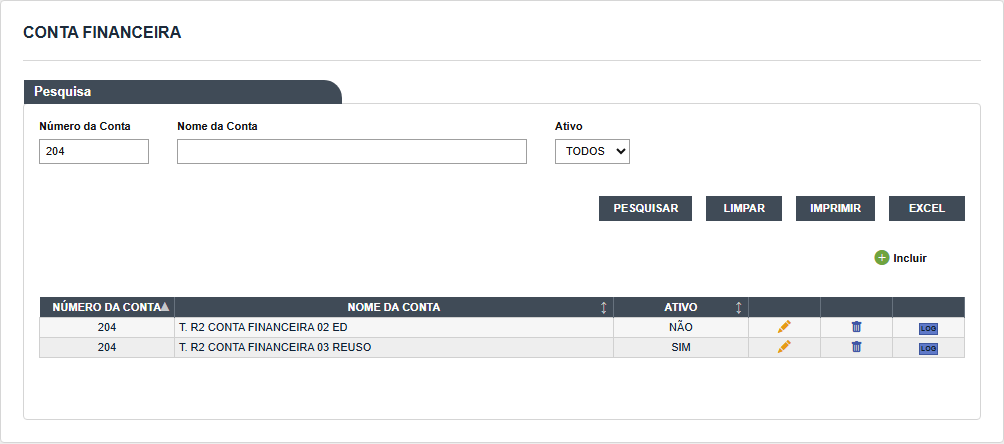 CONTA FINANCEIRA
Pesquisa
Número da Conta Nome da Conta Ativo
204 TODOS
PESQUISAR LIMPAR IMPRIMIR EXCEL
Incluir
NÚMERO DA CONTA NOME DA CONTA ATIVO
204 T. R2 CONTA FINANCEIRA 02 ED NÃO LOG
204 T. R2 CONTA FINANCEIRA 03 REUSO SIM LOG